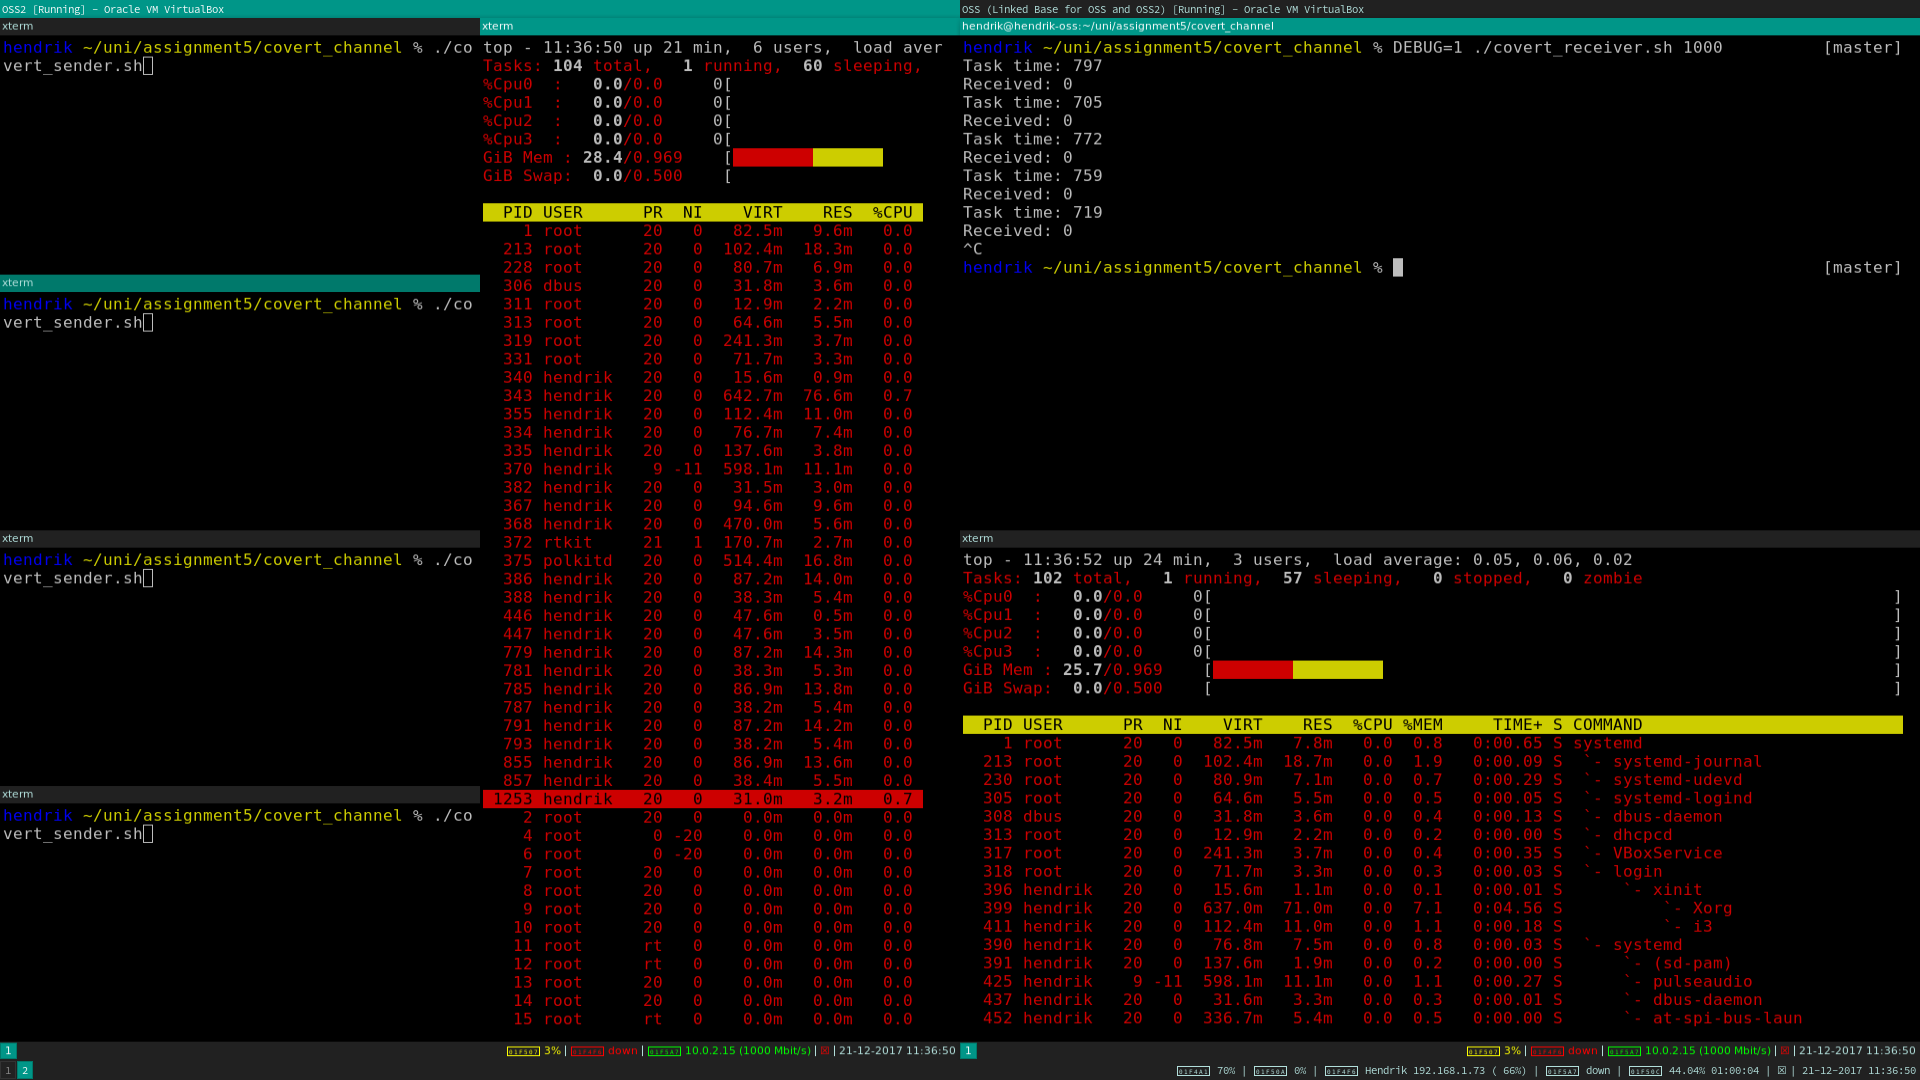 OSS2 [Running] - Oracle VM VirtualBox
xterm
hendrik ~/uni/assignment5/covert_channel % ./co
vert_sender.sh
xterm
hendrik ~/uni/assignment5/covert_channel % ./co
vert_sender.sh
xterm
hendrik ~/uni/assignment5/covert_channel % ./co
vert_sender.sh
xterm
hendrik ~/uni/assignment5/covert_channel % ./co
vert_sender.sh
xterm
top - 11:36:50 up 21 min,  6 users,  load aver
Tasks: 104 total,   1 running,  60 sleeping,
%Cpu0  :   0.0/0.0     0[
%Cpu1  :   0.0/0.0     0[
%Cpu2  :   0.0/0.0     0[
%Cpu3  :   0.0/0.0     0[
GiB Mem : 28.4/0.969    [
GiB Swap:  0.0/0.500    [
PID USER      PR  NI    VIRT    RES  %CPU
1 root      20   0   82.5m   9.6m   0.0
213 root      20   0  102.4m  18.3m   0.0
228 root      20   0   80.7m   6.9m   0.0
306 dbus      20   0   31.8m   3.6m   0.0
311 root      20   0   12.9m   2.2m   0.0
313 root      20   0   64.6m   5.5m   0.0
319 root      20   0  241.3m   3.7m   0.0
331 root      20   0   71.7m   3.3m   0.0
340 hendrik   20   0   15.6m   0.9m   0.0
343 hendrik   20   0  642.7m  76.6m   0.7
355 hendrik   20   0  112.4m  11.0m   0.0
334 hendrik   20   0   76.7m   7.4m   0.0
335 hendrik   20   0  137.6m   3.8m   0.0
370 hendrik    9 -11  598.1m  11.1m   0.0
382 hendrik   20   0   31.5m   3.0m   0.0
367 hendrik   20   0   94.6m   9.6m   0.0
368 hendrik   20   0  470.0m   5.6m   0.0
372 rtkit     21   1  170.7m   2.7m   0.0
375 polkitd   20   0  514.4m  16.8m   0.0
386 hendrik   20   0   87.2m  14.0m   0.0
388 hendrik   20   0   38.3m   5.4m   0.0
446 hendrik   20   0   47.6m   0.5m   0.0
447 hendrik   20   0   47.6m   3.5m   0.0
779 hendrik   20   0   87.2m  14.3m   0.0
781 hendrik   20   0   38.3m   5.3m   0.0
785 hendrik   20   0   86.9m  13.8m   0.0
787 hendrik   20   0   38.2m   5.4m   0.0
791 hendrik   20   0   87.2m  14.2m   0.0
793 hendrik   20   0   38.2m   5.4m   0.0
855 hendrik   20   0   86.9m  13.6m   0.0
857 hendrik   20   0   38.4m   5.5m   0.0
1253 hendrik   20   0   31.0m   3.2m   0.7
2 root      20   0    0.0m   0.0m   0.0
4 root       0 -20    0.0m   0.0m   0.0
6 root       0 -20    0.0m   0.0m   0.0
7 root      20   0    0.0m   0.0m   0.0
8 root      20   0    0.0m   0.0m   0.0
9 root      20   0    0.0m   0.0m   0.0
10 root      20   0    0.0m   0.0m   0.0
11 root      rt   0    0.0m   0.0m   0.0
12 root      rt   0    0.0m   0.0m   0.0
13 root      20   0    0.0m   0.0m   0.0
14 root      20   0    0.0m   0.0m   0.0
15 root      rt   0    0.0m   0.0m   0.0
1
01F507 3% | 01F4F6 down | 01F5A7 10.0.2.15 (1000 Mbit/s) | ☒ | 21-12-2017 11:36:50
OSS (Linked Base for OSS and OSS2) [Running] - Oracle VM VirtualBox
hendrik@hendrik-oss:~/uni/assignment5/covert_channel
hendrik ~/uni/assignment5/covert_channel % DEBUG=1 ./covert_receiver.sh 1000          [master]
Task time: 797
Received: 0
Task time: 705
Received: 0
Task time: 772
Received: 0
Task time: 759
Received: 0
Task time: 719
Received: 0
^C
hendrik ~/uni/assignment5/covert_channel %          [master]
xterm
top - 11:36:52 up 24 min,  3 users,  load average: 0.05, 0.06, 0.02
Tasks: 102 total,   1 running,  57 sleeping,   0 stopped,   0 zombie
%Cpu0  :   0.0/0.0     0[          ]
%Cpu1  :   0.0/0.0     0[          ]
%Cpu2  :   0.0/0.0     0[          ]
%Cpu3  :   0.0/0.0     0[          ]
GiB Mem : 25.7/0.969    [          ]
GiB Swap:  0.0/0.500    [          ]
PID USER      PR  NI    VIRT    RES  %CPU %MEM     TIME+ S COMMAND
1 root      20   0   82.5m   7.8m   0.0  0.8   0:00.65 S systemd
213 root      20   0  102.4m  18.7m   0.0  1.9   0:00.09 S  `- systemd-journal
230 root      20   0   80.9m   7.1m   0.0  0.7   0:00.29 S  `- systemd-udevd
305 root      20   0   64.6m   5.5m   0.0  0.5   0:00.05 S  `- systemd-logind
308 dbus      20   0   31.8m   3.6m   0.0  0.4   0:00.13 S  `- dbus-daemon
313 root      20   0   12.9m   2.2m   0.0  0.2   0:00.00 S  `- dhcpcd
317 root      20   0  241.3m   3.7m   0.0  0.4   0:00.35 S  `- VBoxService
318 root      20   0   71.7m   3.3m   0.0  0.3   0:00.03 S  `- login
396 hendrik   20   0   15.6m   1.1m   0.0  0.1   0:00.01 S      `- xinit
399 hendrik   20   0  637.0m  71.0m   0.0  7.1   0:04.56 S          `- Xorg
411 hendrik   20   0  112.4m  11.0m   0.0  1.1   0:00.18 S          `- i3
390 hendrik   20   0   76.8m   7.5m   0.0  0.8   0:00.03 S  `- systemd
391 hendrik   20   0  137.6m   1.9m   0.0  0.2   0:00.00 S      `- (sd-pam)
425 hendrik    9 -11  598.1m  11.1m   0.0  1.1   0:00.27 S      `- pulseaudio
437 hendrik   20   0   31.6m   3.3m   0.0  0.3   0:00.01 S      `- dbus-daemon
452 hendrik   20   0  336.7m   5.4m   0.0  0.5   0:00.00 S      `- at-spi-bus-laun
1
01F507 3% | 01F4F6 down | 01F5A7 10.0.2.15 (1000 Mbit/s) | ☒ | 21-12-2017 11:36:50
1 2
01F4A1 70% | 01F50A 0% | 01F4F6 Hendrik 192.168.1.73 ( 66%) | 01F5A7 down | 01F50C 44.04% 01:00:04 | ☒ | 21-12-2017 11:36:50